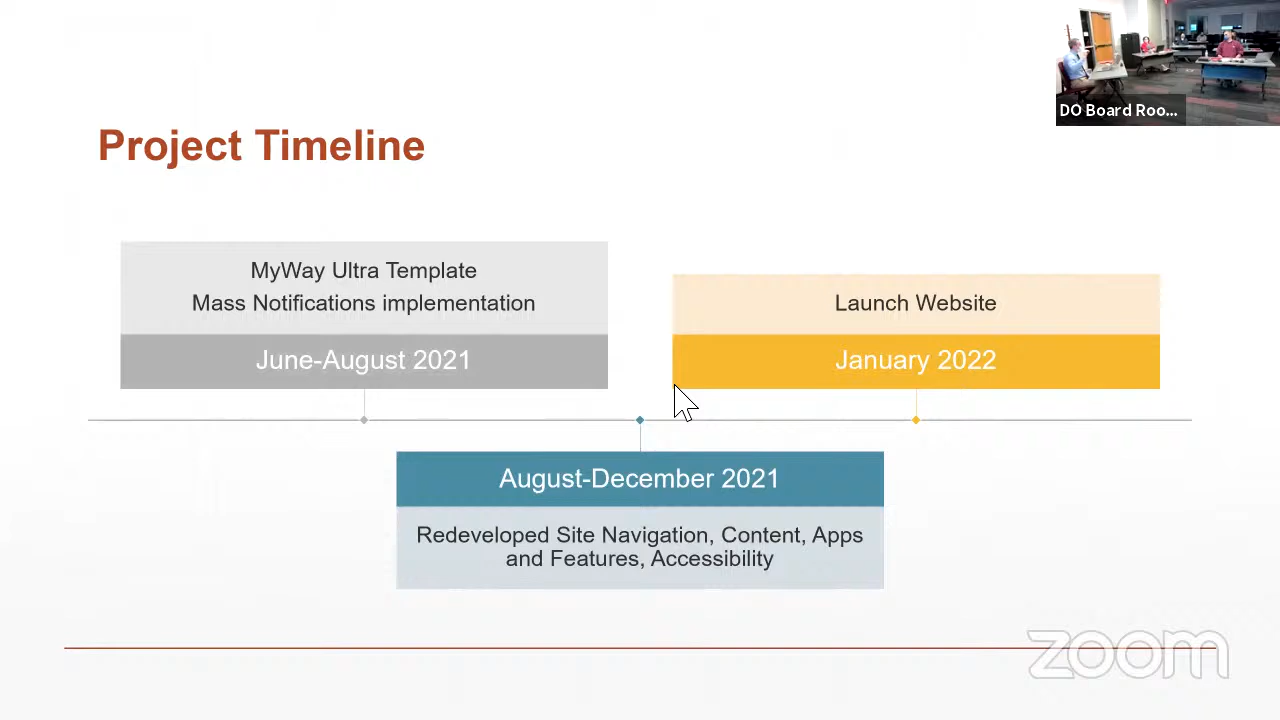 DO Board Roo...
Project Timeline
MyWay Ultra Template
Mass Notifications implementation
June-August 2021
Launch Website
January 2022
August-December 2021
Redeveloped Site Navigation, Content, Apps
and Features, Accessibility
zoom